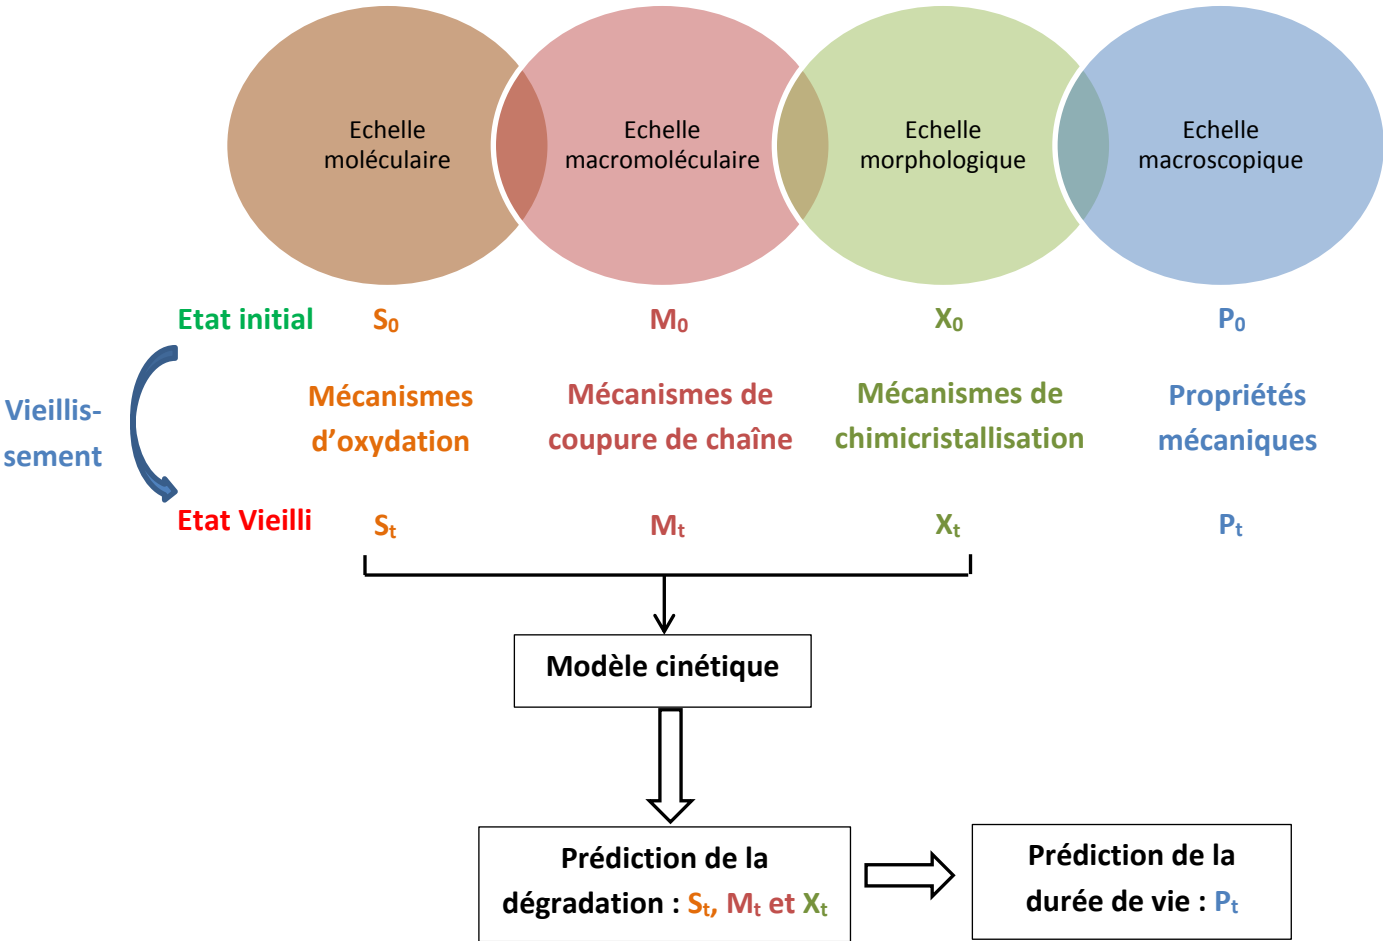 Echelle
moléculaire
Echelle
macromoléculaire
Echelle
morphologique
Echelle
macroscopique
Etat initial
S₀
M₀
X₀
P₀
Vieillis-
sement
Mécanismes
d’oxydation
Mécanismes de
coupure de chaîne
Mécanismes de
chimicristallisation
Propriétés
mécaniques
Etat Vieilli
Sₜ
Mₜ
Xₜ
Pₜ
Modèle cinétique
Prédiction de la
dégradation : Sₜ, Mₜ et Xₜ
Prédiction de la
durée de vie : Pₜ